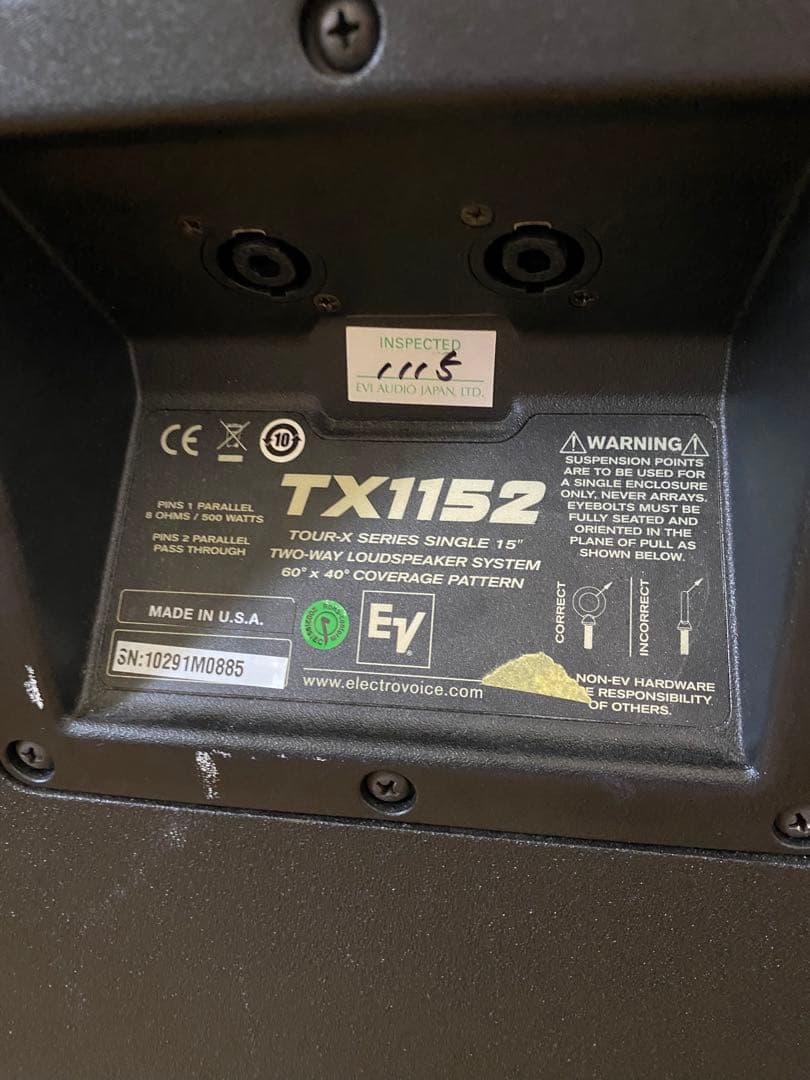 INSPECTED
1115
EVI AUDIO JAPAN, LTD.
CE
10
TX1152
PINS 1 PARALLEL
8 OHMS / 500 WATTS
PINS 2 PARALLEL
PASS THROUGH
TOUR-X SERIES SINGLE 15"
TWO-WAY LOUDSPEAKER SYSTEM
60° x 40° COVERAGE PATTERN
WARNING
SUSPENSION POINTS
ARE TO BE USED FOR
A SINGLE ENCLOSURE
ONLY, NEVER ARRAYS.
EYEBOLTS MUST BE
FULLY SEATED AND
ORIENTED IN THE
PLANE OF PULL AS
SHOWN BELOW.
CORRECT
INCORRECT
MADE IN U.S.A.
SN:10291M0885
EV
®
www.electrovoice.com
NON-EV HARDWARE
E RESPONSIBILITY
OF OTHERS.